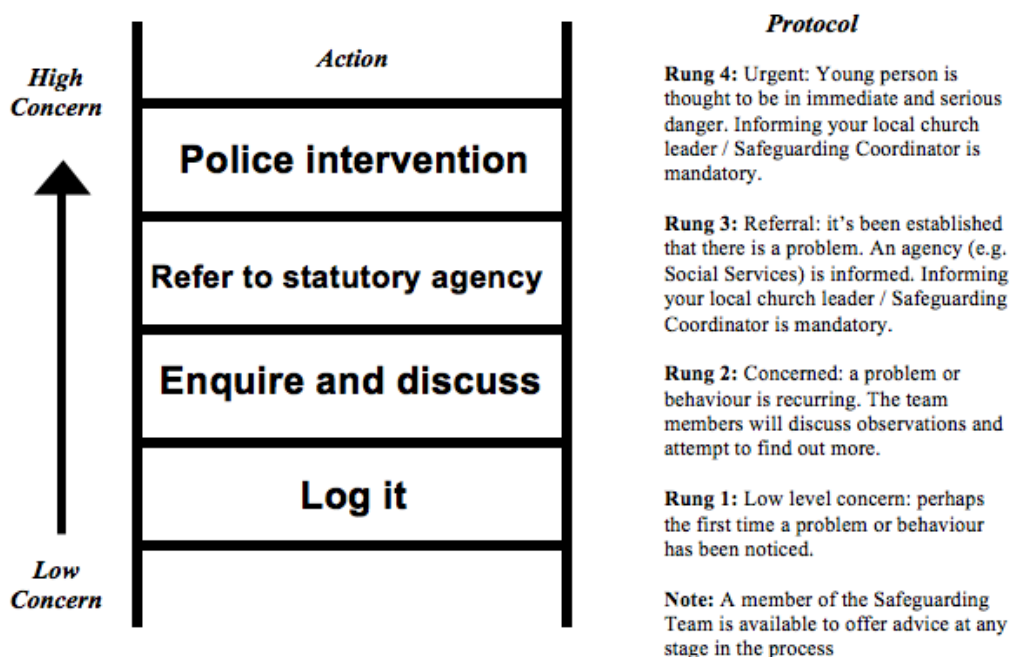 High
Concern
Low
Concern
Action
Police intervention
Refer to statutory agency
Enquire and discuss
Log it
Protocol
Rung 4: Urgent: Young person is
thought to be in immediate and serious
danger. Informing your local church
leader / Safeguarding Coordinator is
mandatory.
Rung 3: Referral: it's been established
that there is a problem. An agency (e.g.
Social Services) is informed. Informing
your local church leader / Safeguarding
Coordinator is mandatory.
Rung 2: Concerned: a problem or
behaviour is recurring. The team
members will discuss observations and
attempt to find out more.
Rung 1: Low level concern: perhaps
the first time a problem or behaviour
has been noticed.
Note: A member of the Safeguarding
Team is available to offer advice at any
stage in the process